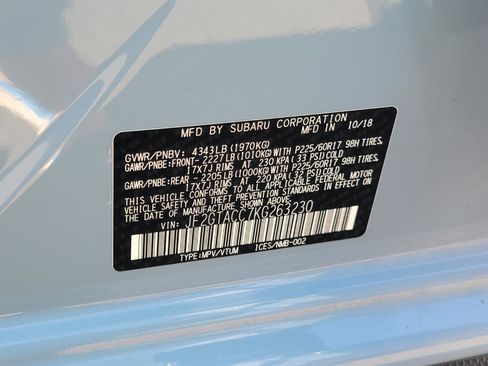 MFD BY SUBARU CORPORATION
MFD IN 10/18
GVWR/PNBV: 4343LB(1970KG)
GAWR/PNBE:FRONT- 2227LB(1010KG) WITH P225/60R17 98H TIRES,
17x7J RIMS AT 230 KPA(33 PSI)COLD
GAWR/PNBE:REAR - 2205LB(1000KG) WITH P225/60R17 98H TIRES,
17x7J RIMS AT 220 KPA(32 PSI)COLD
THIS VEHICLE CONFORMS TO ALL APPLICABLE FEDERAL MOTOR
VEHICLE SAFETY AND THEFT PREVENTION STANDARDS IN EFFECT
ON THE DATE OF MANUFACTURE SHOWN ABOVE.
VIN: JF2GTACC7KG263230
TYPE:MPV/VTUM ICES/NMB-002